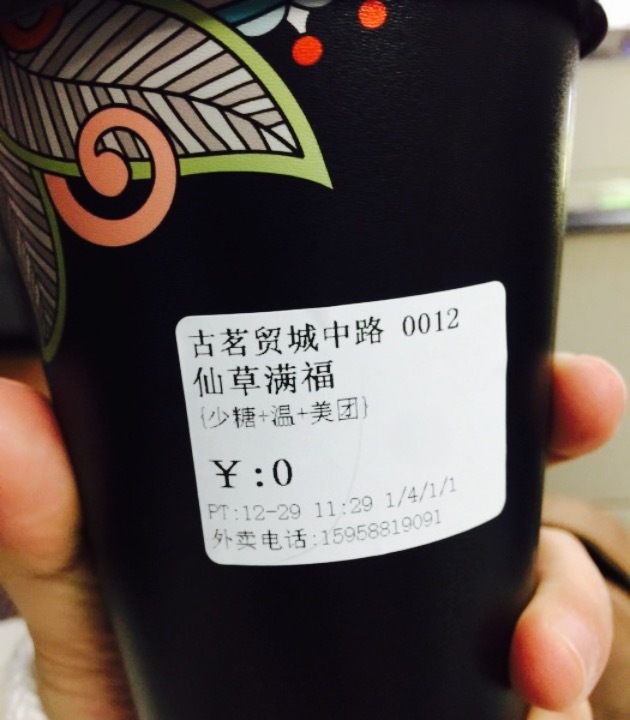 古茗贸城中路 0012
仙草满福
{少糖+温+美团}
￥:0
PT:12-29 11:29 1/4/1/1
外卖电话:15958819091